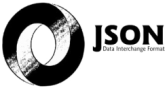 JSON
Data Interchange Format